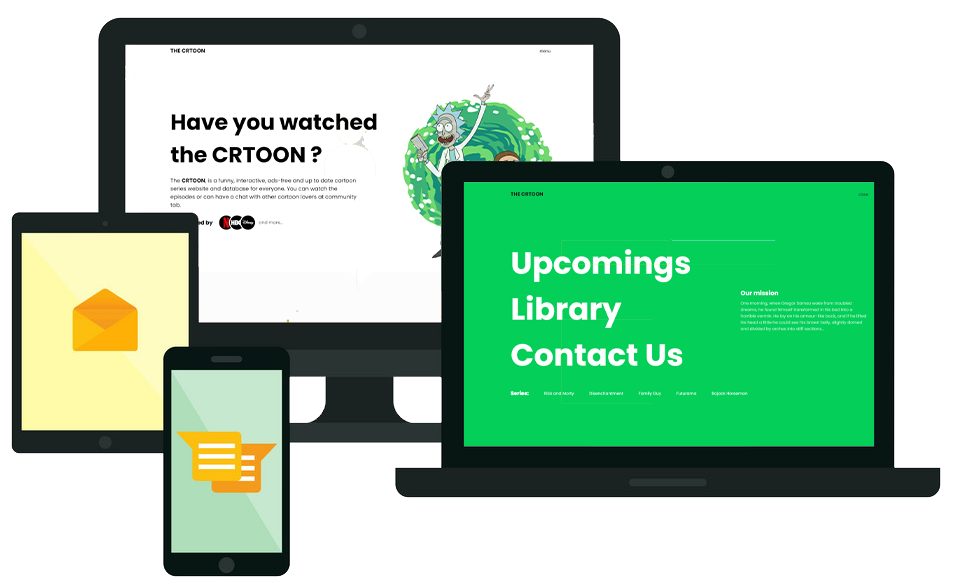 THE CRTOON
menu
Have you watched
the CRTOON ?
The CRTOON, is a funny, interactive, ads-free and up to date cartoon
series website and database for everyone. You can watch the
episodes or can have a chat with other cartoon lovers at community
tab.
ed by
N HBO Disney
and more...
THE CRTOON
close
Upcomings
Library
Contact Us
Our mission
One morning, when Gregor Samsa woke from troubled
dreams, he found himself transformed in his bed into a
horrible vermin. He lay on his armour-like back, and if he lifted
his head a little he could see his brown belly, slightly domed
and divided by arches into stiff sections...
Series:
Rick and Morty
Disenchantment
Family Guy
Futurama
Bojack Horseman